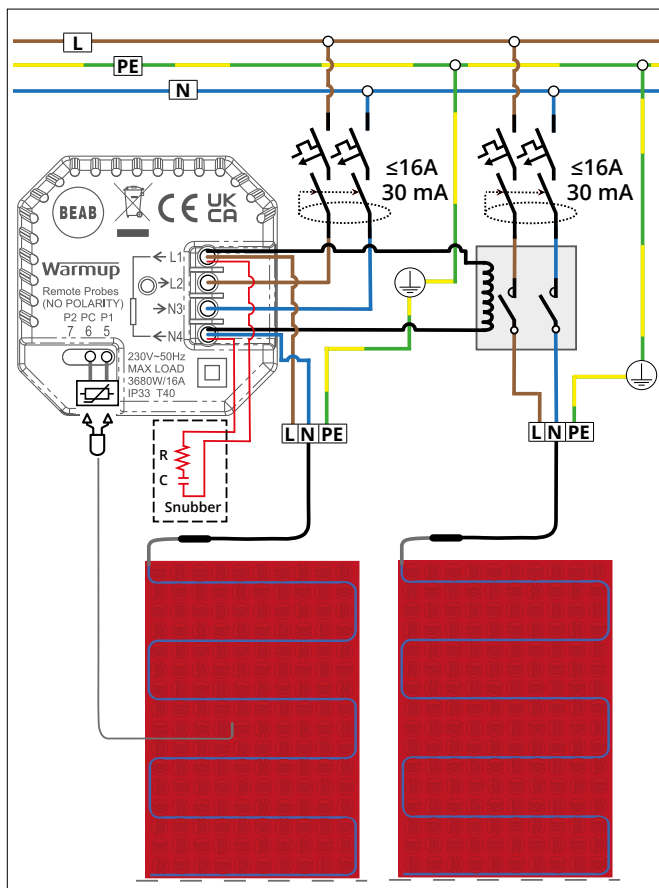 L
PE
N
≤16A
30 mA
≤16A
30 mA
BEAB
CE UK
CA
Warmup
Remote Probes
(NO POLARITY)
P2 PC P1
7 6 5
L1
L2
N3
N4
230V~50Hz
MAX LOAD
3680W/16A
IP33 T40
L N PE
L N PE
R
C
Snubber